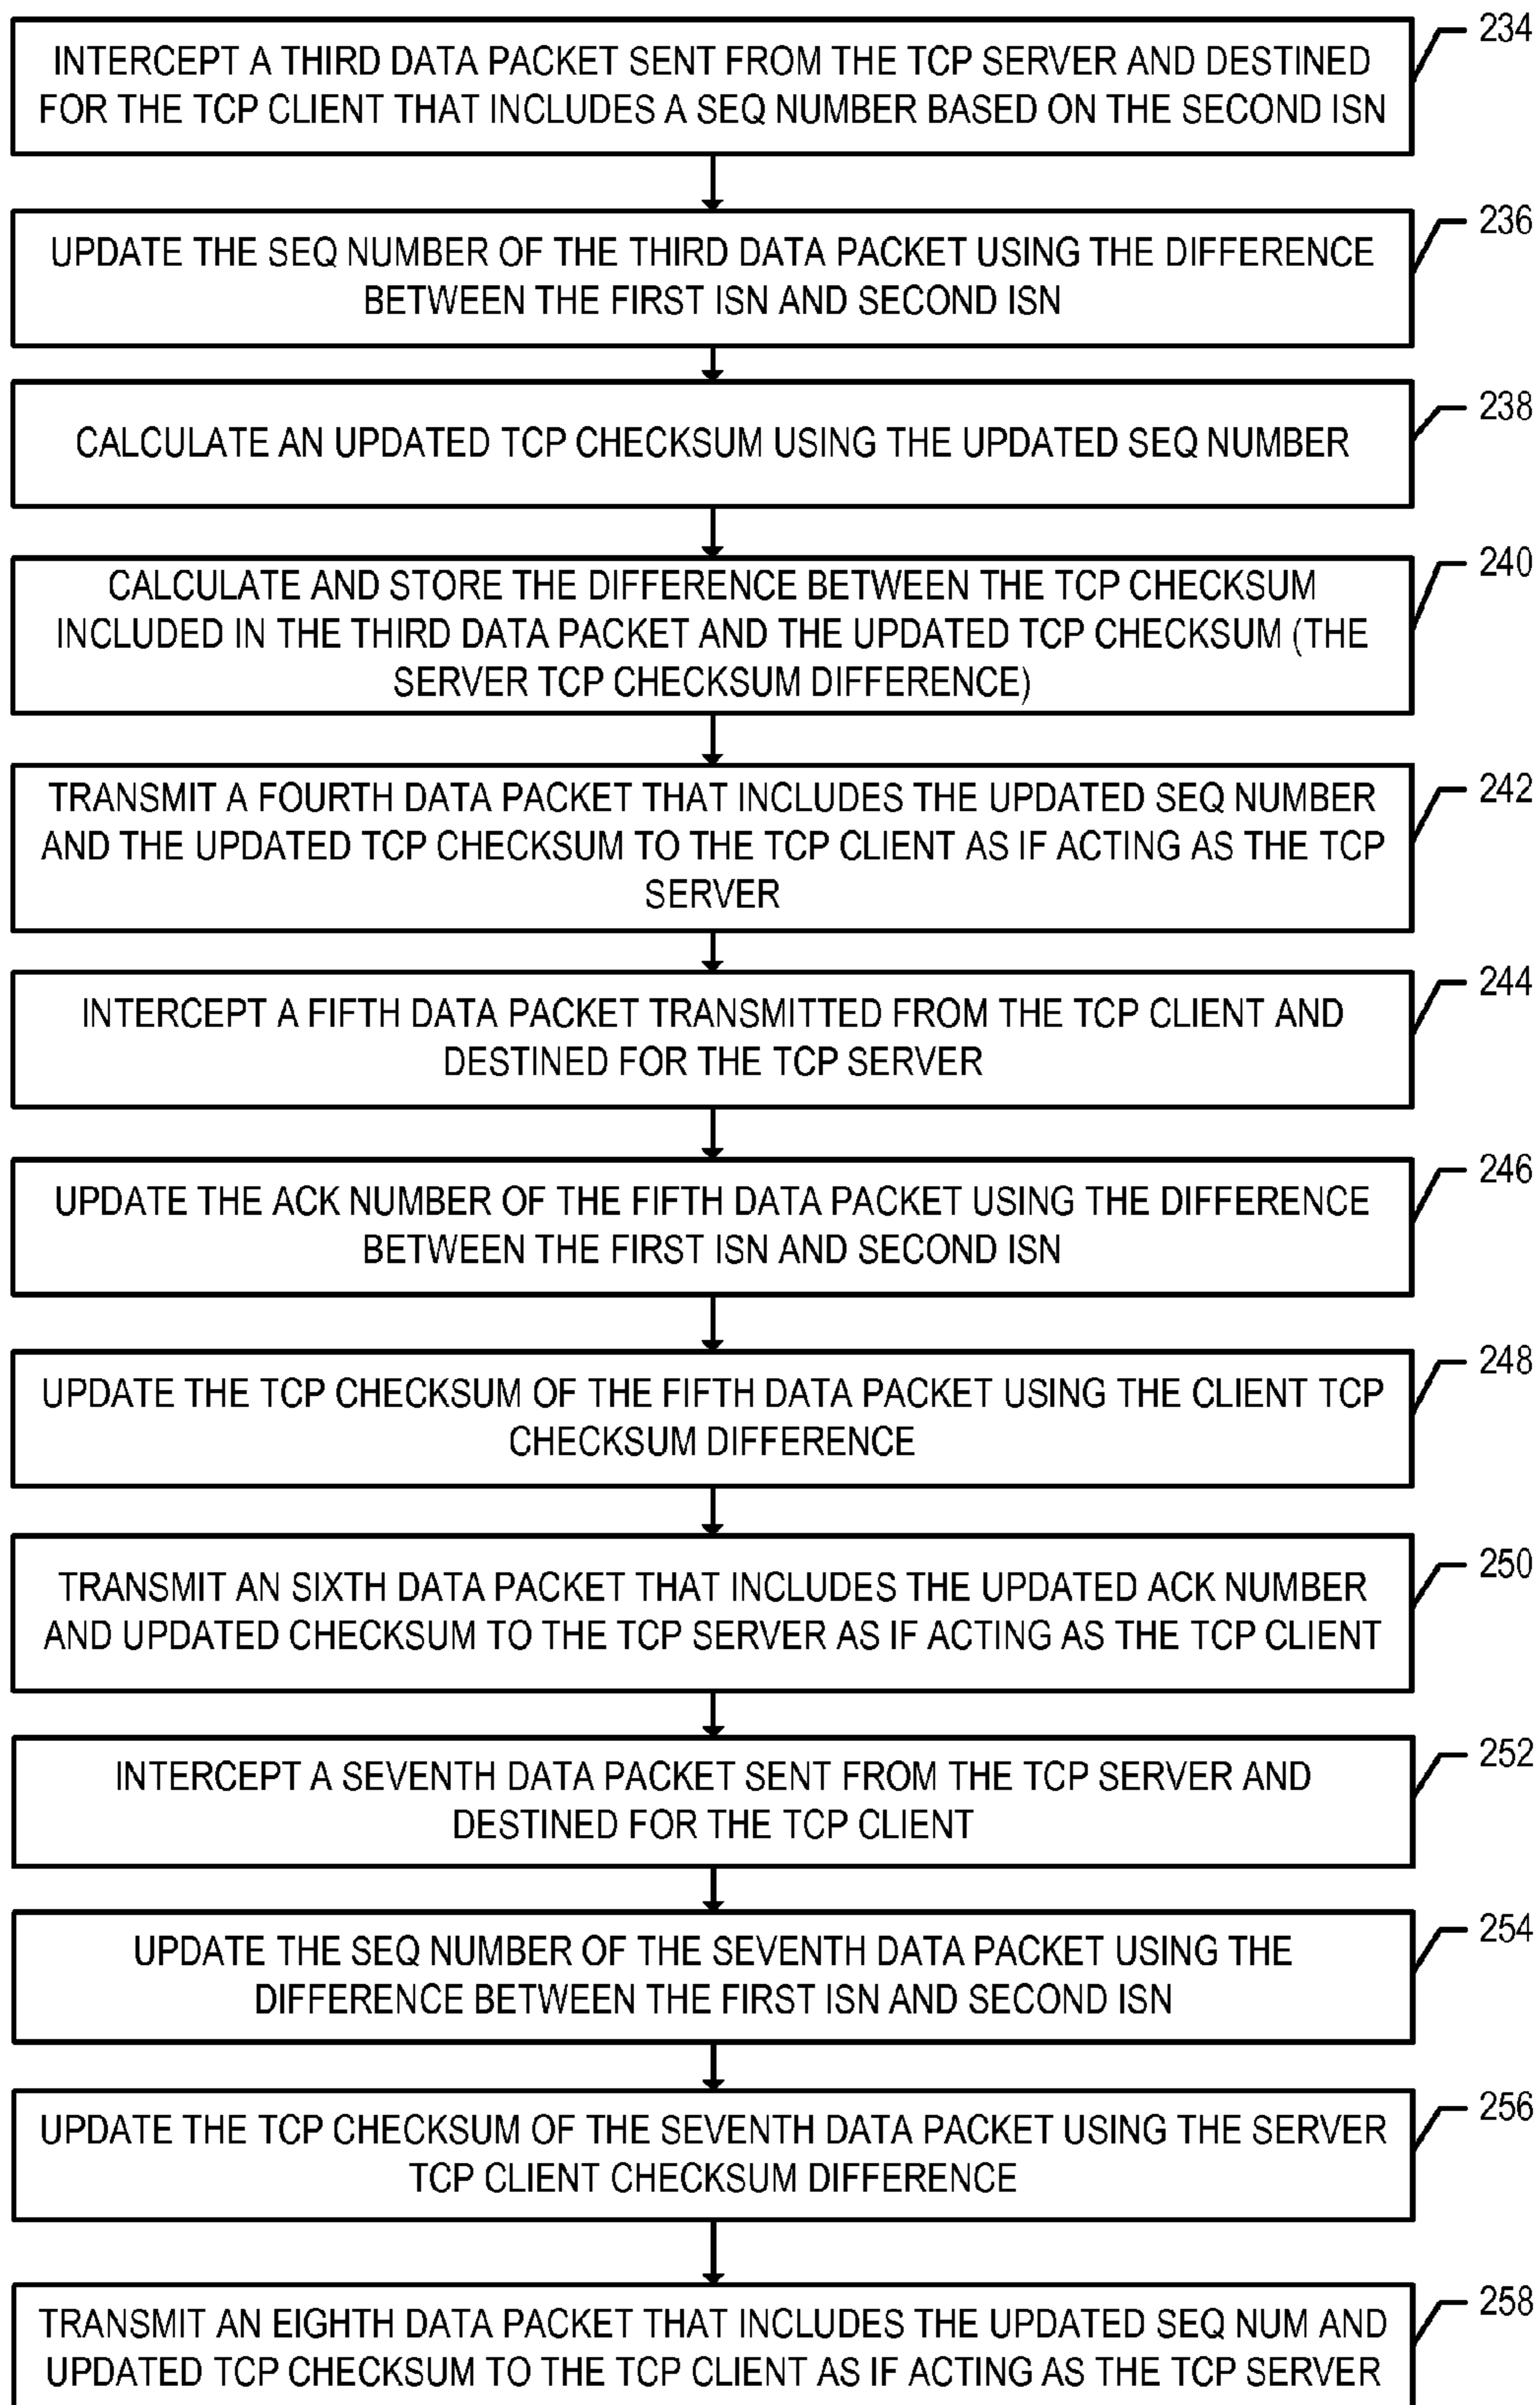 234
INTERCEPT A THIRD DATA PACKET SENT FROM THE TCP SERVER AND DESTINED
FOR THE TCP CLIENT THAT INCLUDES A SEQ NUMBER BASED ON THE SECOND ISN
236
UPDATE THE SEQ NUMBER OF THE THIRD DATA PACKET USING THE DIFFERENCE
BETWEEN THE FIRST ISN AND SECOND ISN
238
CALCULATE AN UPDATED TCP CHECKSUM USING THE UPDATED SEQ NUMBER
240
CALCULATE AND STORE THE DIFFERENCE BETWEEN THE TCP CHECKSUM
INCLUDED IN THE THIRD DATA PACKET AND THE UPDATED TCP CHECKSUM (THE
SERVER TCP CHECKSUM DIFFERENCE)
242
TRANSMIT A FOURTH DATA PACKET THAT INCLUDES THE UPDATED SEQ NUMBER
AND THE UPDATED TCP CHECKSUM TO THE TCP CLIENT AS IF ACTING AS THE TCP
SERVER
244
INTERCEPT A FIFTH DATA PACKET TRANSMITTED FROM THE TCP CLIENT AND
DESTINED FOR THE TCP SERVER
246
UPDATE THE ACK NUMBER OF THE FIFTH DATA PACKET USING THE DIFFERENCE
BETWEEN THE FIRST ISN AND SECOND ISN
248
UPDATE THE TCP CHECKSUM OF THE FIFTH DATA PACKET USING THE CLIENT TCP
CHECKSUM DIFFERENCE
250
TRANSMIT AN SIXTH DATA PACKET THAT INCLUDES THE UPDATED ACK NUMBER
AND UPDATED CHECKSUM TO THE TCP SERVER AS IF ACTING AS THE TCP CLIENT
252
INTERCEPT A SEVENTH DATA PACKET SENT FROM THE TCP SERVER AND
DESTINED FOR THE TCP CLIENT
254
UPDATE THE SEQ NUMBER OF THE SEVENTH DATA PACKET USING THE
DIFFERENCE BETWEEN THE FIRST ISN AND SECOND ISN
256
UPDATE THE TCP CHECKSUM OF THE SEVENTH DATA PACKET USING THE SERVER
TCP CLIENT CHECKSUM DIFFERENCE
258
TRANSMIT AN EIGHTH DATA PACKET THAT INCLUDES THE UPDATED SEQ NUM AND
UPDATED TCP CHECKSUM TO THE TCP CLIENT AS IF ACTING AS THE TCP SERVER